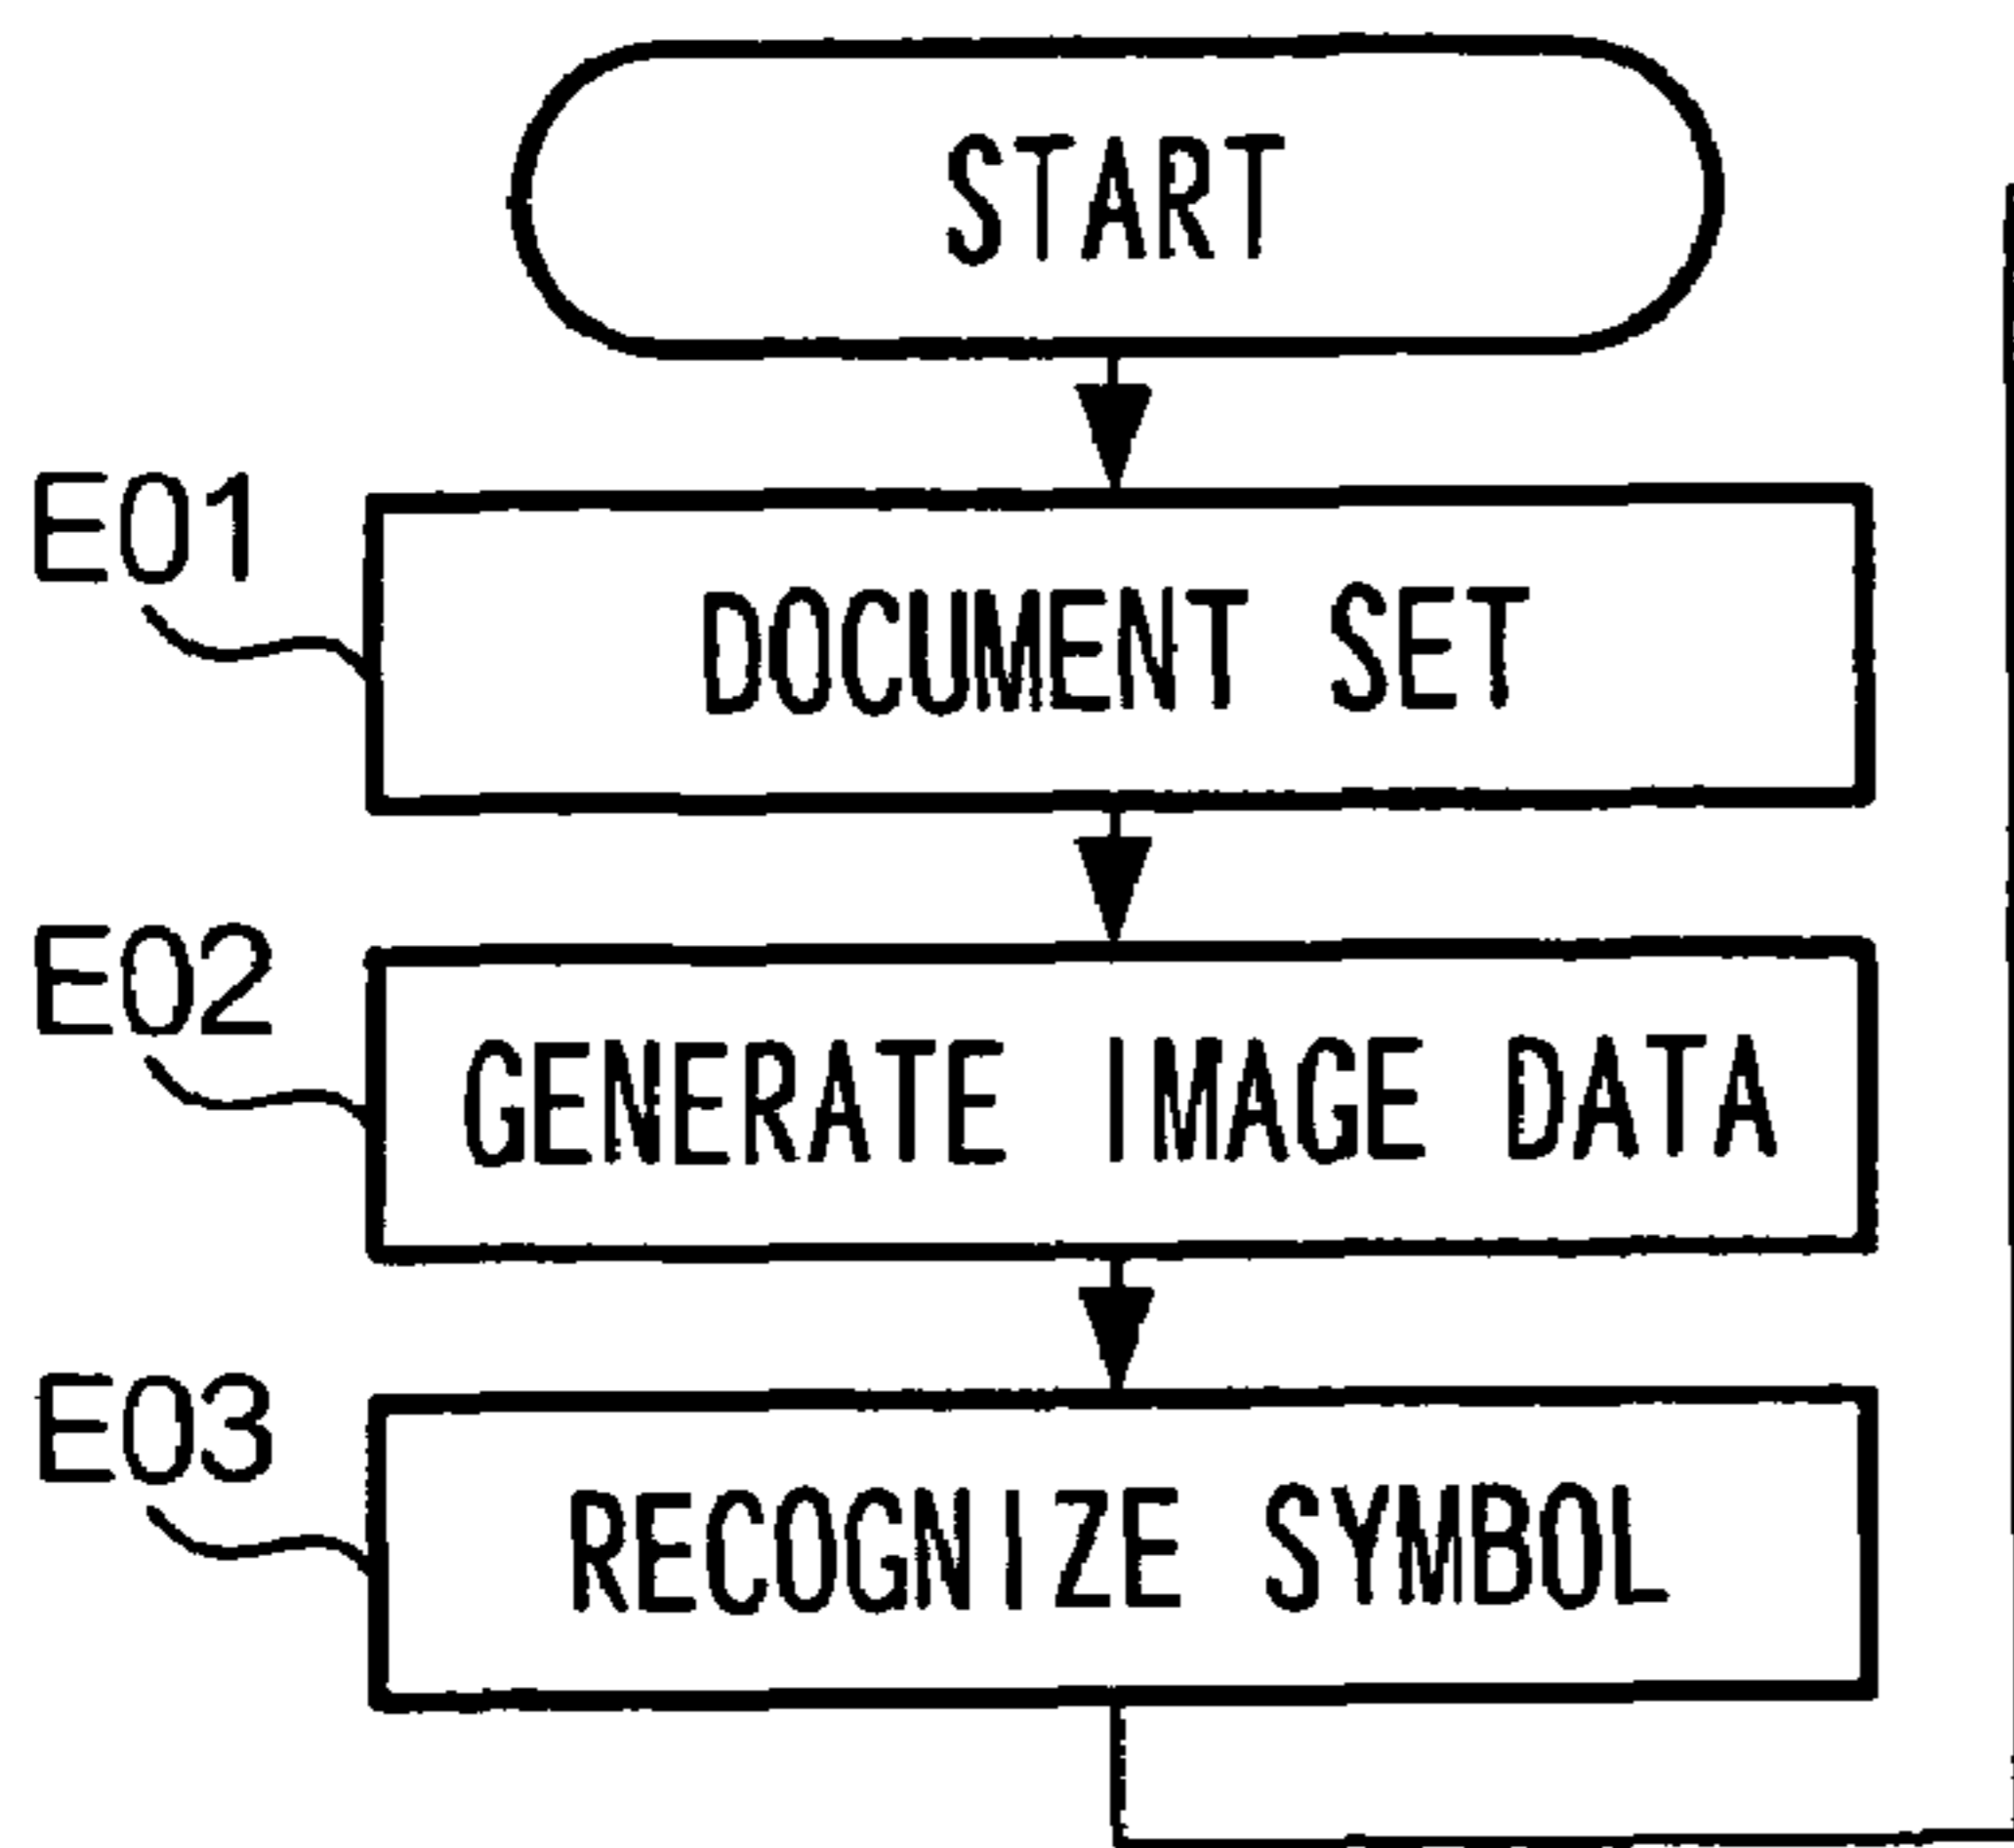 START
E01
DOCUMENT SET
E02
GENERATE IMAGE DATA
E03
RECOGNIZE SYMBOL